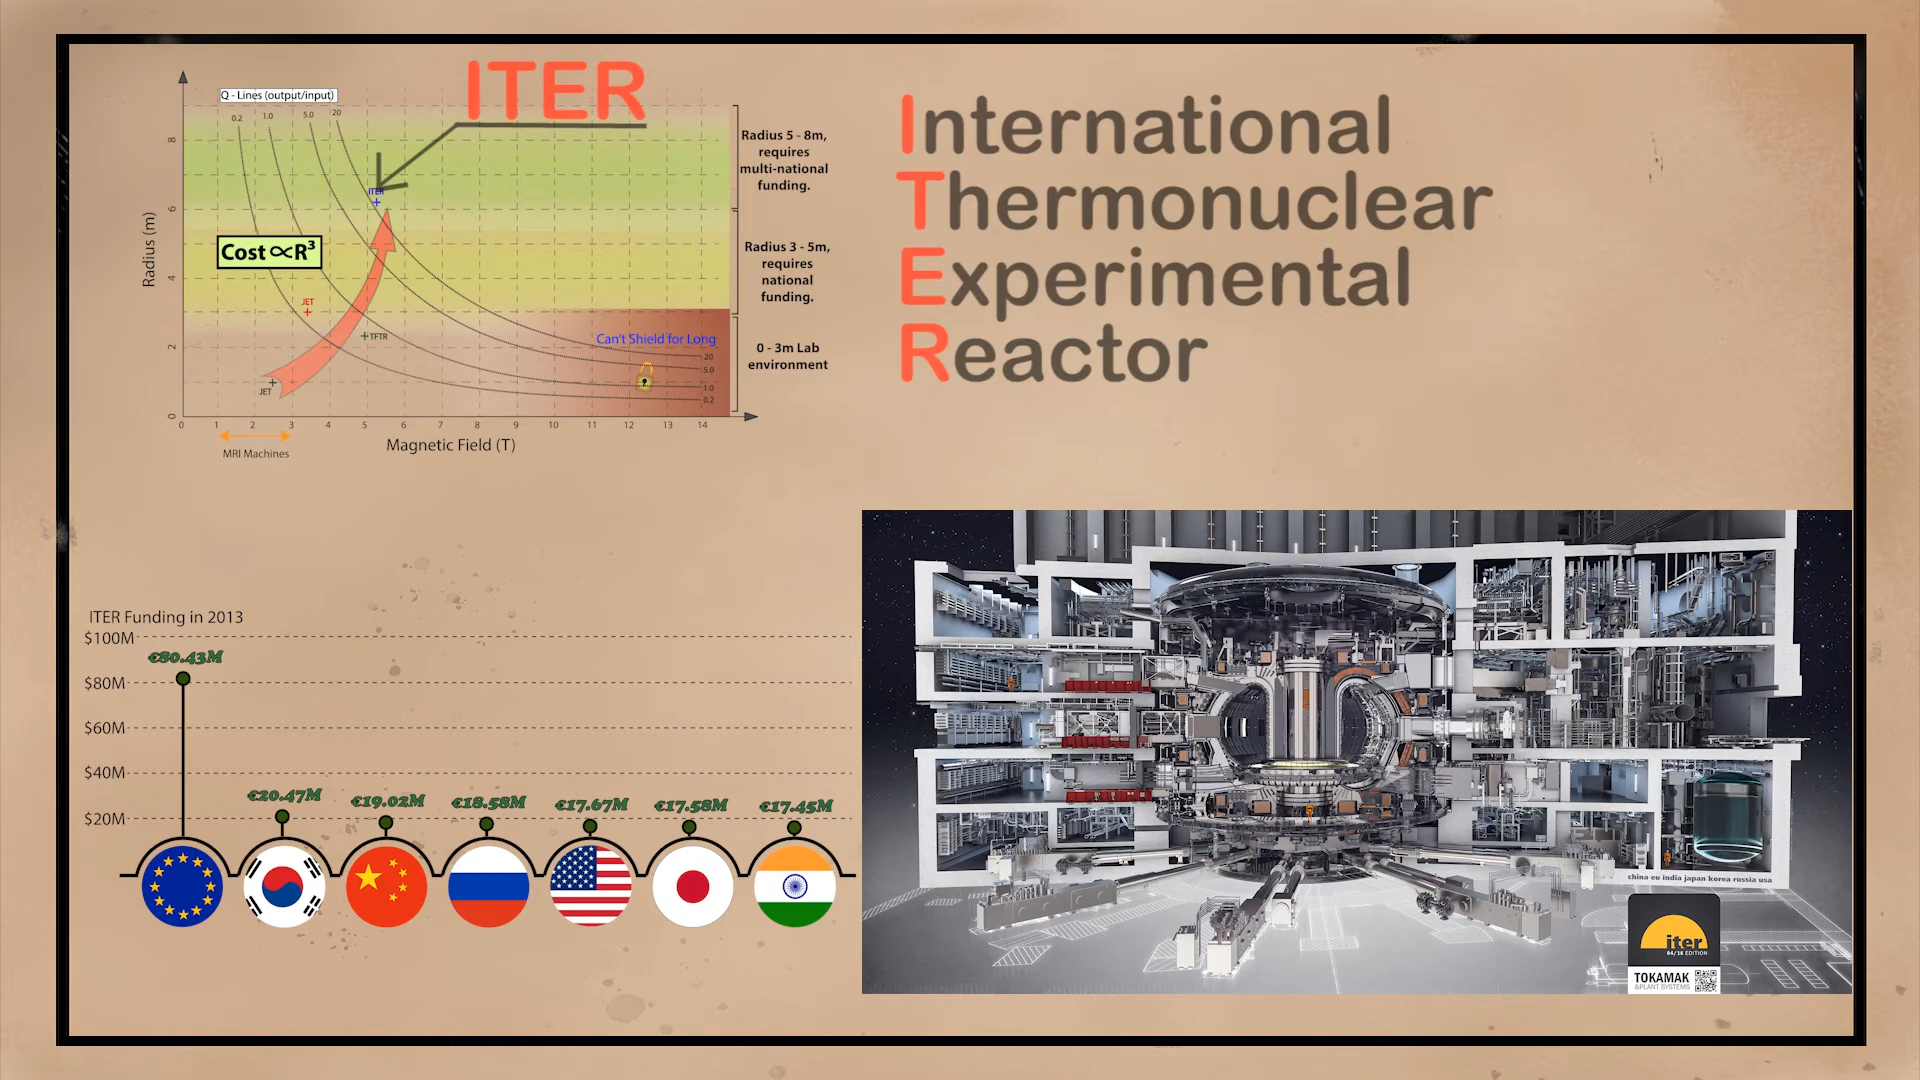 ITER
Q - Lines (output/input)
0.2
1.0
5.0
20
8
6
4
2
0
Radius (m)
ITER
Cost ∝R³
JET
TFTR
JET
Can't Shield for Long
20
5.0
1.0
0.2
0 1 2 3 4 5 6 7 8 9 10 11 12 13 14
Magnetic Field (T)
MRI Machines
Radius 5 - 8m,
requires
multi-national
funding.
Radius 3 - 5m,
requires
national
funding.
0 - 3m Lab
environment
International
Thermonuclear
Experimental
Reactor
ITER Funding in 2013
$100M
$80M
$60M
$40M
$20M
€80.43M
€20.47M
€19.02M
€18.58M
€17.67M
€17.58M
€17.45M
china eu india japan korea russia usa
iter
04/16 EDITION
TOKAMAK
&PLANT SYSTEMS